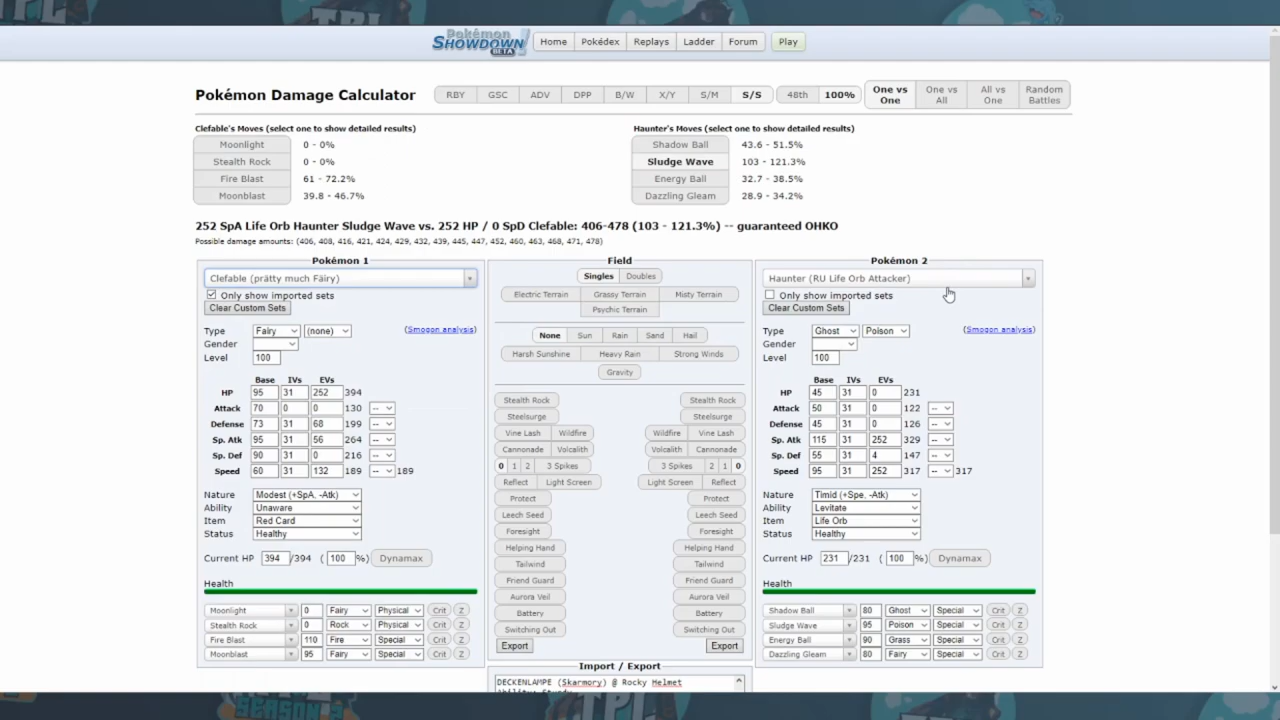 TPL
Pokémon
SHOWDOWN!
BETA
Home Pokédex Replays Ladder Forum Play
Pokémon Damage Calculator
RBY GSC ADV DPP B/W X/Y S/M S/S 48th 100%
One vs One
One vs All
All vs One
Random Battles
Clefable's Moves (select one to show detailed results)
Moonlight 0 - 0%
Stealth Rock 0 - 0%
Fire Blast 61 - 72.2%
Moonblast 39.8 - 46.7%
Haunter's Moves (select one to show detailed results)
Shadow Ball 43.6 - 51.5%
Sludge Wave 103 - 121.3%
Energy Ball 32.7 - 38.5%
Dazzling Gleam 28.9 - 34.2%
252 SpA Life Orb Haunter Sludge Wave vs. 252 HP / 0 SpD Clefable: 406-478 (103 - 121.3%) -- guaranteed OHKO
Possible damage amounts: (406, 408, 416, 421, 424, 429, 432, 439, 445, 447, 452, 460, 463, 468, 471, 478)
Pokémon 1
Clefable (prätty much Fäiry)
Only show imported sets
Clear Custom Sets
Type Fairy (none) (Smogon analysis)
Gender
Level 100
Base IVs EVs
HP 95 31 252 394
Attack 70 0 0 130 --
Defense 73 31 68 199 --
Sp. Atk 95 31 56 264 --
Sp. Def 90 31 0 216 --
Speed 60 31 132 189 -- 189
Nature Modest (+SpA, -Atk)
Ability Unaware
Item Red Card
Status Healthy
Current HP 394 /394 ( 100 %) Dynamax
Health
Moonlight 0 Fairy Physical Crit Z
Stealth Rock 0 Rock Physical Crit Z
Fire Blast 110 Fire Special Crit Z
Moonblast 95 Fairy Special Crit Z
Field
Singles Doubles
Electric Terrain Grassy Terrain Misty Terrain
Psychic Terrain
None Sun Rain Sand Hail
Harsh Sunshine Heavy Rain Strong Winds
Gravity
Stealth Rock Stealth Rock
Steelsurge Steelsurge
Vine Lash Wildfire Wildfire Vine Lash
Cannonade Volcalith Volcalith Cannonade
0 1 2 3 Spikes 3 Spikes 2 1 0
Reflect Light Screen Light Screen Reflect
Protect Protect
Leech Seed Leech Seed
Foresight Foresight
Helping Hand Helping Hand
Tailwind Tailwind
Friend Guard Friend Guard
Aurora Veil Aurora Veil
Battery Battery
Switching Out Switching Out
Export Export
Import / Export
DECKENLAMPE (Skarmory) @ Rocky Helmet
Ability: Sturdy
Pokémon 2
Haunter (RU Life Orb Attacker)
Only show imported sets
Clear Custom Sets
Type Ghost Poison (Smogon analysis)
Gender
Level 100
Base IVs EVs
HP 45 31 0 231
Attack 50 31 0 122 --
Defense 45 31 0 126 --
Sp. Atk 115 31 252 329 --
Sp. Def 55 31 4 147 --
Speed 95 31 252 317 -- 317
Nature Timid (+Spe, -Atk)
Ability Levitate
Item Life Orb
Status Healthy
Current HP 231 /231 ( 100 %) Dynamax
Health
Shadow Ball 80 Ghost Special Crit Z
Sludge Wave 95 Poison Special Crit Z
Energy Ball 90 Grass Special Crit Z
Dazzling Gleam 80 Fairy Special Crit Z
SEASON
TPL